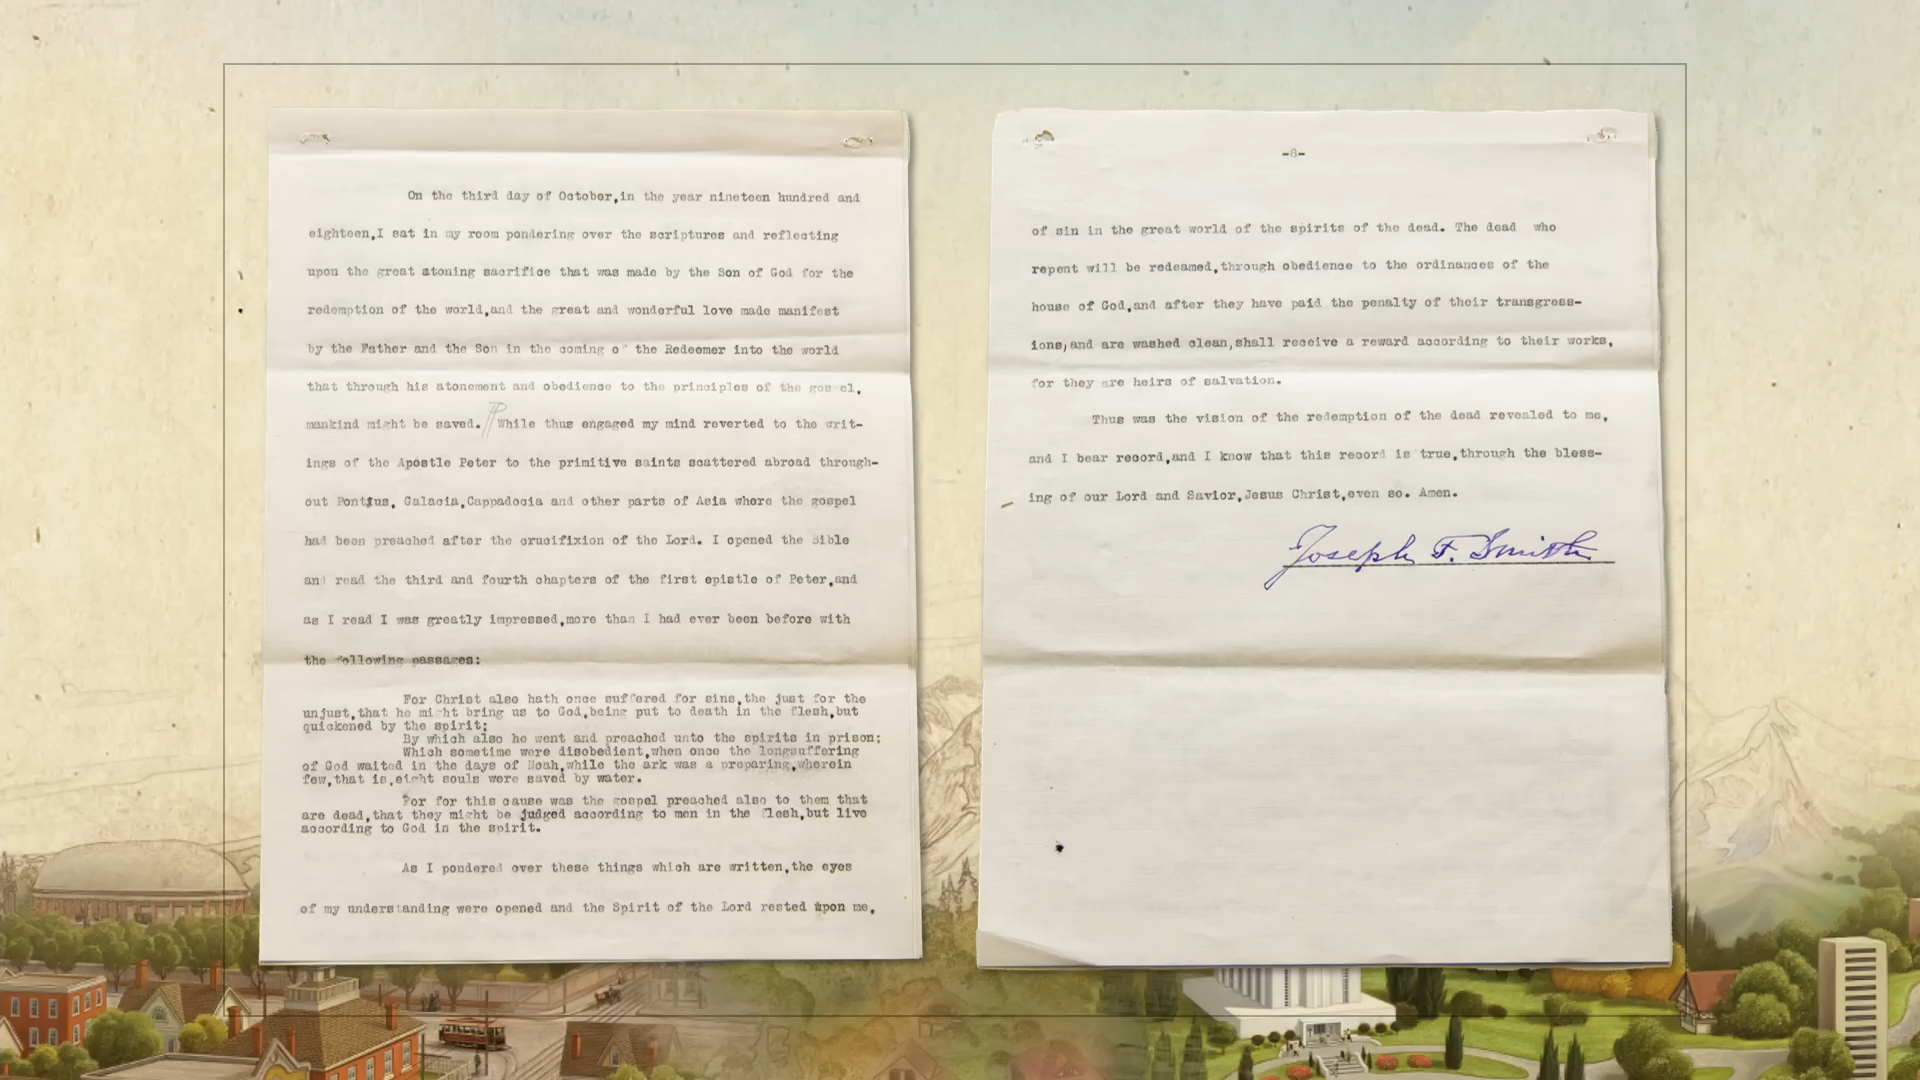 On the third day of October,in the year nineteen hundred and
eighteen,I sat in my room pondering over the scriptures and reflecting
upon the great atoning sacrifice that was made by the Son of God for the
redemption of the world,and the great and wonderful love made manifest
by the Father and the Son in the coming of the Redeemer into the world
that through his atonement and obedience to the principles of the gospel,
mankind might be saved. While thus engaged my mind reverted to the writ-
ings of the Apostle Peter to the primitive saints scattered abroad through-
out Pontius, Galacia,Cappadocia and other parts of Asia where the gospel
had been preached after the crucifixion of the Lord. I opened the Bible
and read the third and fourth chapters of the first epistle of Peter,and
as I read I was greatly impressed,more than I had ever been before with
the following passages:
For Christ also hath once suffered for sins,the just for the
unjust,that he might bring us to God,being put to death in the flesh,but
quickened by the spirit;
By which also he went and preached unto the spirits in prison;
Which sometime were disobedient,when once the longsuffering
of God waited in the days of Noah,while the ark was a preparing,wherein
few,that is,eight souls were saved by water.
For for this cause was the gospel preached also to them that
are dead,that they might be judged according to men in the flesh,but live
according to God in the spirit.
As I pondered over these things which are written,the eyes
of my understanding were opened and the Spirit of the Lord rested upon me,
-8-
of sin in the great world of the spirits of the dead. The dead who
repent will be redeamed,through obedience to the ordinances of the
house of God,and after they have paid the penalty of their transgress-
ions,and are washed clean,shall receive a reward according to their works,
for they are heirs of salvation.
Thus was the vision of the redemption of the dead revealed to me,
and I bear record,and I know that this record is true,through the bless-
ing of our Lord and Savior,Jesus Christ,even so. Amen.
Joseph F. Smith